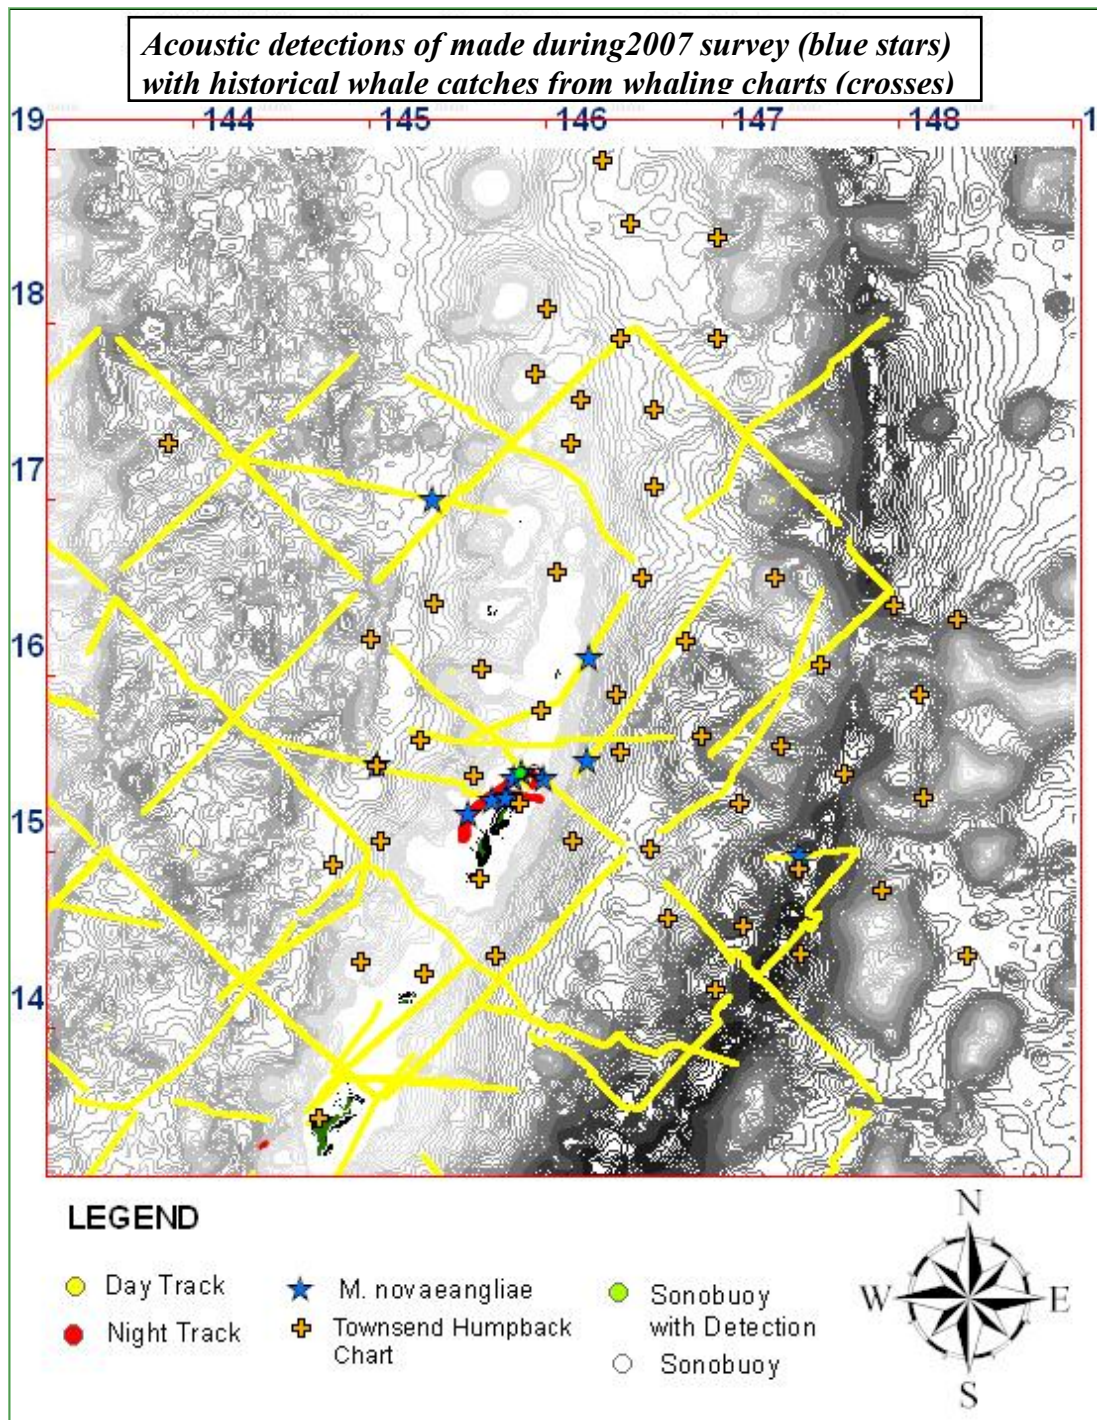 Acoustic detections of made during2007 survey (blue stars)
with historical whale catches from whaling charts (crosses)
19
144
145
146
147
148
1
18
17
16
15
14
LEGEND
Day Track
Night Track
M. novaeangliae
Townsend Humpback
Chart
Sonobuoy
with Detection
Sonobuoy
N
W
E
S